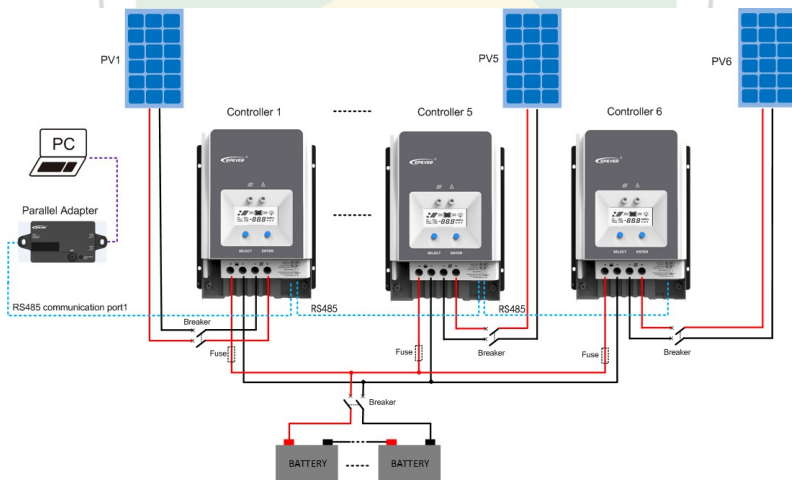 PV1
PV5
PV6
Controller 1
Controller 5
Controller 6
PC
Parallel Adapter
EPEVER
EPEVER
EPEVER
SELECT ENTER
SELECT ENTER
SELECT ENTER
RS485 communication port1
RS485
RS485
Breaker
Fuse
Fuse
Breaker
Fuse
Breaker
Breaker
BATTERY
BATTERY